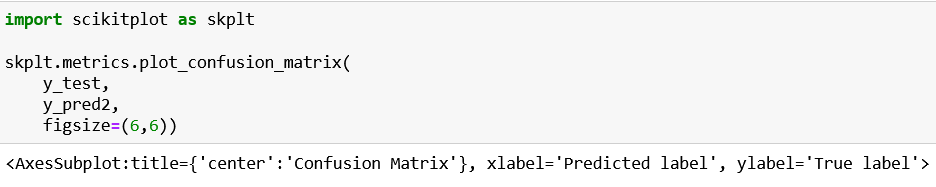 import scikitplot as skplt
skplt.metrics.plot_confusion_matrix(
    y_test,
    y_pred2,
    figsize=(6,6))
<AxesSubplot:title={'center':'Confusion Matrix'}, xlabel='Predicted label', ylabel='True label'>